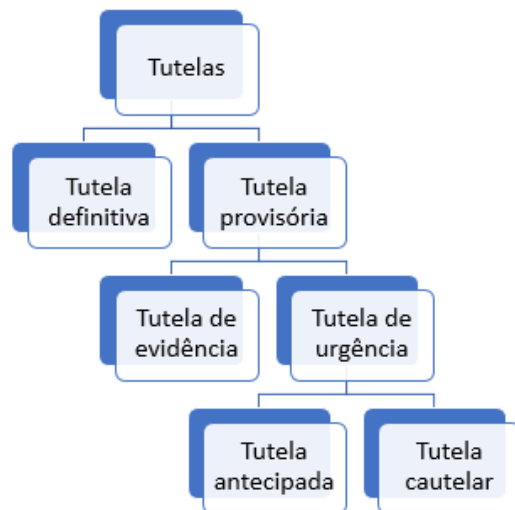 Tutelas
Tutela
definitiva
Tutela
provisória
Tutela de
evidência
Tutela de
urgência
Tutela
antecipada
Tutela
cautelar